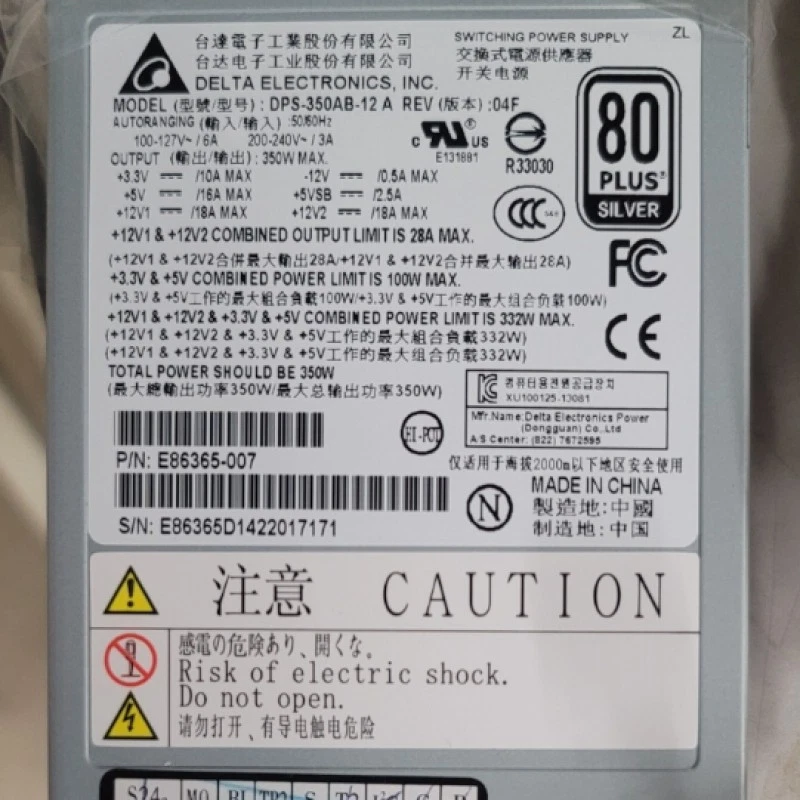 台達電子工業股份有限公司
台达电子工业股份有限公司
DELTA ELECTRONICS, INC.
SWITCHING POWER SUPPLY
交換式電源供應器
开关电源
ZL
MODEL (型號/型号): DPS-350AB-12 A REV (版本) :04F
AUTORANGING (輸入/输入) :50/60Hz
100-127V~ / 6A 200-240V~ / 3A
OUTPUT (輸出/输出): 350W MAX.
+3.3V /10A MAX -12V /0.5A MAX
+5V /16A MAX +5VSB /2.5A
+12V1 /18A MAX +12V2 /18A MAX
c RU US
E131881
R33030
80
PLUS
SILVER
CCC
FC
CE
+12V1 & +12V2 COMBINED OUTPUT LIMIT IS 28A MAX.
(+12V1 & +12V2合併最大輸出28A/+12V1 & +12V2合并最大输出28A)
+3.3V & +5V COMBINED POWER LIMIT IS 100W MAX.
(+3.3V & +5V工作的最大組合負載100W/+3.3V & +5V工作的最大组合负载100W)
+12V1 & +12V2 & +3.3V & +5V COMBINED POWER LIMIT IS 332W MAX.
(+12V1 & +12V2 & +3.3V & +5V工作的最大組合負載332W)
(+12V1 & +12V2 & +3.3V & +5V工作的最大组合负载332W)
TOTAL POWER SHOULD BE 350W
(最大總輸出功率350W/最大总输出功率350W)
컴퓨터용전원공급장치
XU100125-13081
Mfr.Name:Delta Electronics Power
(Dongguan) Co.,Ltd
A/S Center: (822) 7672595
HI-POT
P/N: E86365-007
仅适用于海拔2000m以下地区安全使用
N
MADE IN CHINA
製造地: 中國
制造地: 中国
S/N: E86365D1422017171
注意 CAUTION
感電の危険あり、開くな。
Risk of electric shock.
Do not open.
请勿打开、有导电触电危险